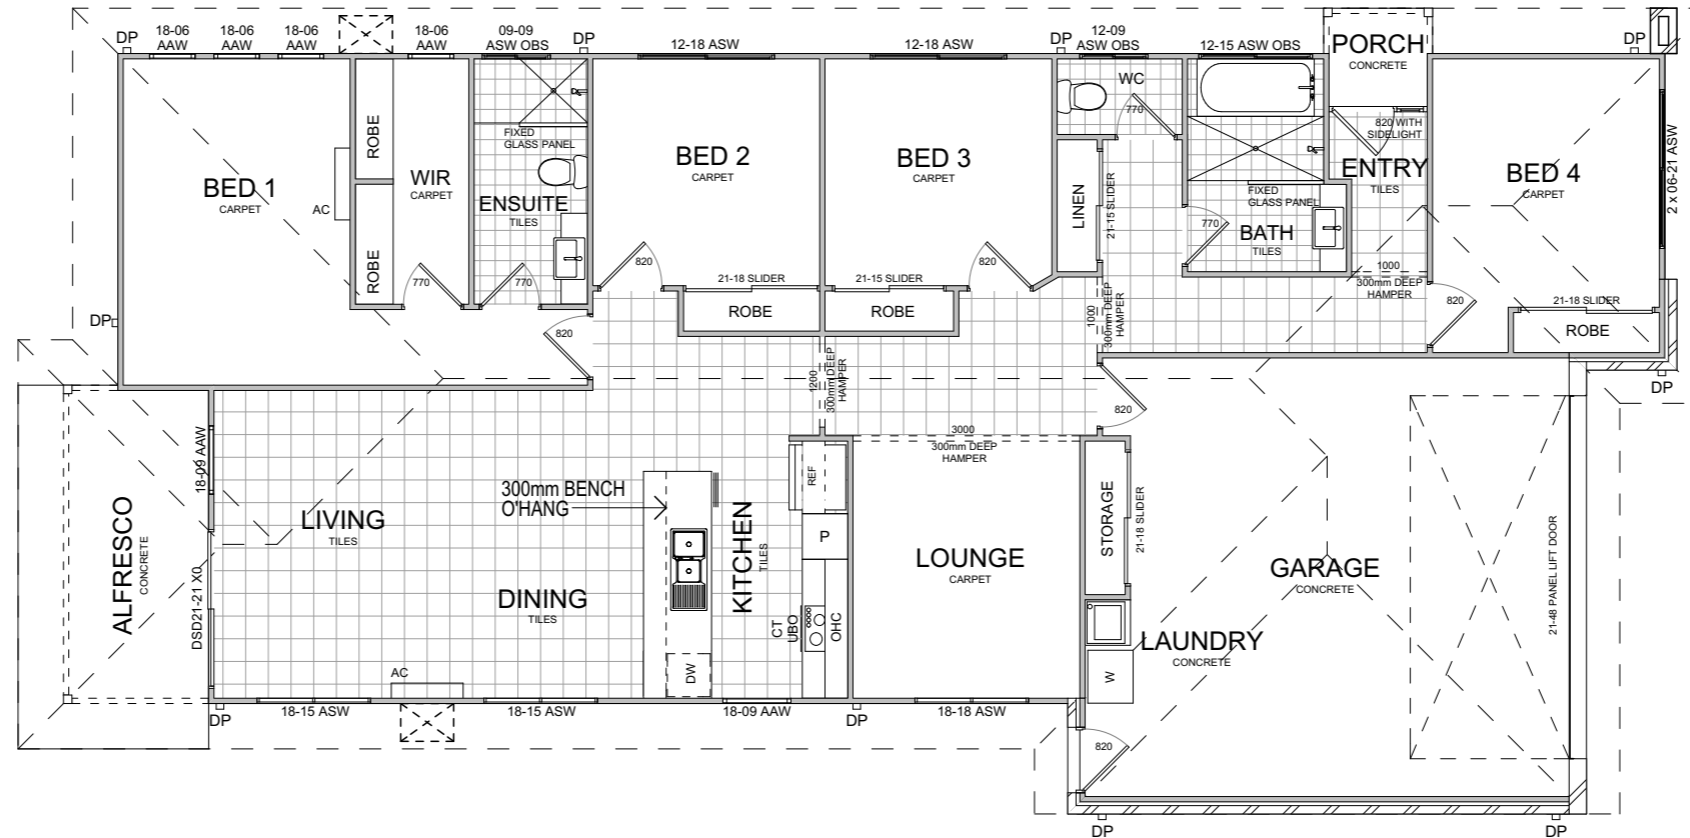 18-06
AAW
18-06
AAW
18-06
AAW
18-06
AAW
09-09
ASW OBS
DP
DP
12-18 ASW
12-18 ASW
DP
12-09
ASW OBS
12-15 ASW OBS
PORCH
CONCRETE
DP
ROBE
ROBE
WIR
CARPET
BED 1
CARPET
AC
770
FIXED
GLASS PANEL
ENSUITE
TILES
770
BED 2
CARPET
820
21-18 SLIDER
ROBE
BED 3
CARPET
820
21-15 SLIDER
ROBE
WC
770
LINEN
21-15 SLIDER
FIXED
GLASS PANEL
BATH
TILES
770
820 WITH
SIDELIGHT
ENTRY
TILES
1000
300mm DEEP
HAMPER
BED 4
CARPET
2 x 06-21 ASW
820
21-18 SLIDER
ROBE
DP
820
1200
300mm DEEP
HAMPER
1000
300mm DEEP
HAMPER
820
DP
3000
300mm DEEP
HAMPER
ALFRESCO
CONCRETE
18-09 AAW
DSD21-21 XO
LIVING
TILES
DINING
TILES
300mm BENCH
O'HANG
KITCHEN
TILES
REF
P
CT
UBO
OHC
DW
AC
LOUNGE
CARPET
STORAGE
21-18 SLIDER
GARAGE
CONCRETE
21-48 PANEL LIFT DOOR
LAUNDRY
CONCRETE
W
820
DP
18-15 ASW
18-15 ASW
18-09 AAW
DP
18-18 ASW
DP
DP